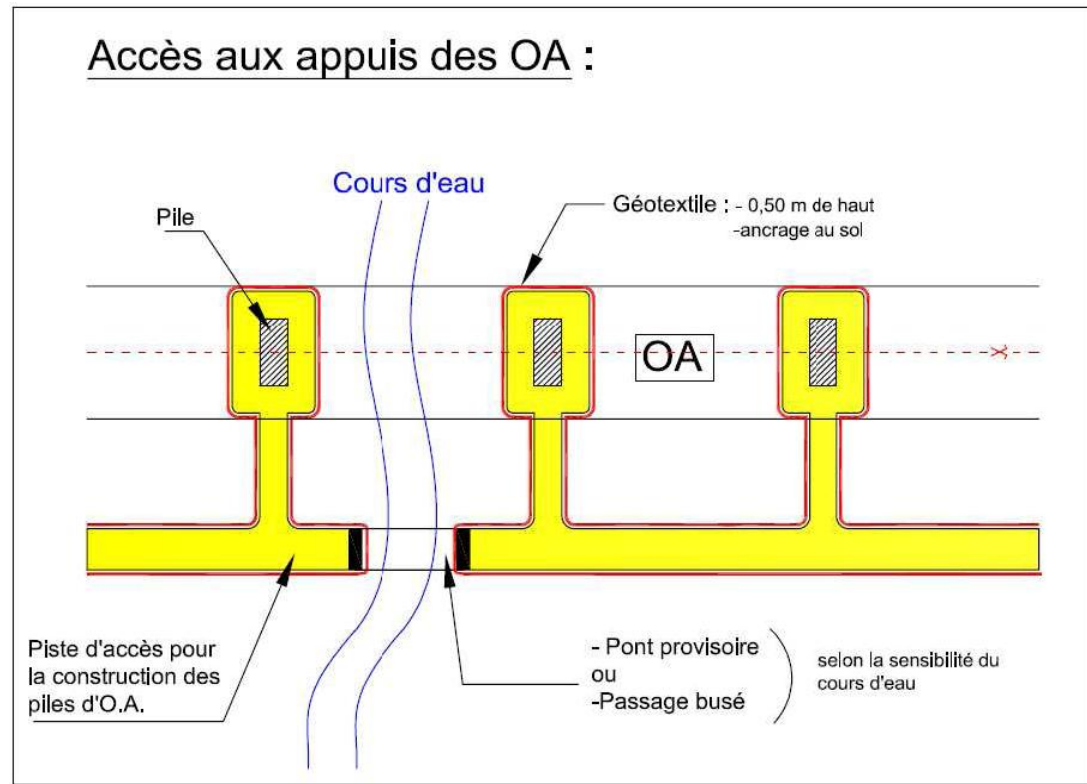 Accès aux appuis des OA :
Cours d'eau
Pile
Géotextile : - 0,50 m de haut
-ancrage au sol
OA
Piste d'accès pour
la construction des
piles d'O.A.
- Pont provisoire
ou
-Passage busé
selon la sensibilité du
cours d'eau